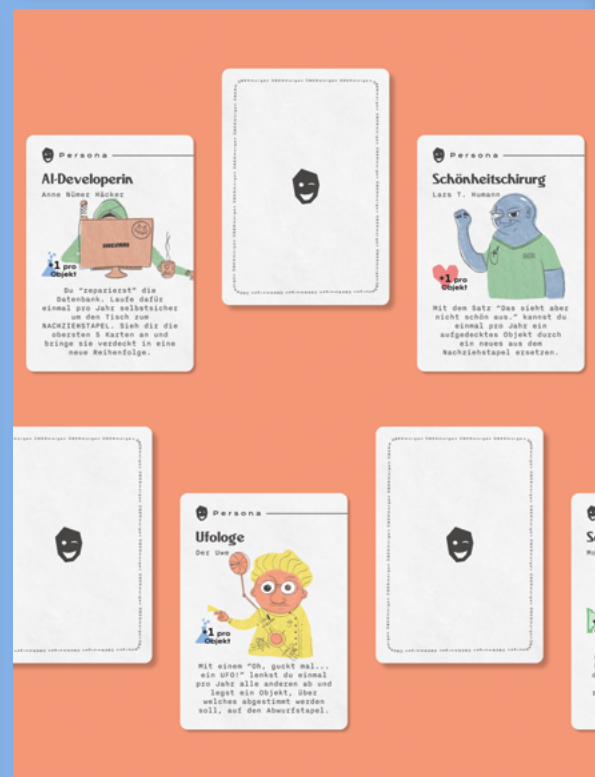 Persona
AI-Developerin
Anne Nümer Häcker
+1 pro
Objekt
Du "reparierst" die
Datenbank. Laufe dafür
einmal pro Jahr selbstsicher
um den Tisch zum
NACHZIEHSTAPEL. Sieh dir die
obersten 5 Karten an und
bringe sie verdeckt in eine
neue Reihenfolge.
Persona
Schönheitschirurg
Lars T. Humann
+1 pro
Objekt
Mit dem Satz "Das sieht aber
nicht schön aus." kannst du
einmal pro Jahr ein
aufgedecktes Objekt durch
ein neues aus dem
Nachziehstapel ersetzen.
Persona
Ufologe
Der Uwe
+1 pro
Objekt
Mit einem "Oh, guckt mal...
ein UFO!" lenkst du einmal
pro Jahr alle anderen ab und
legst ein Objekt, über
welches abgestimmt werden
soll, auf den Abwurfstapel.